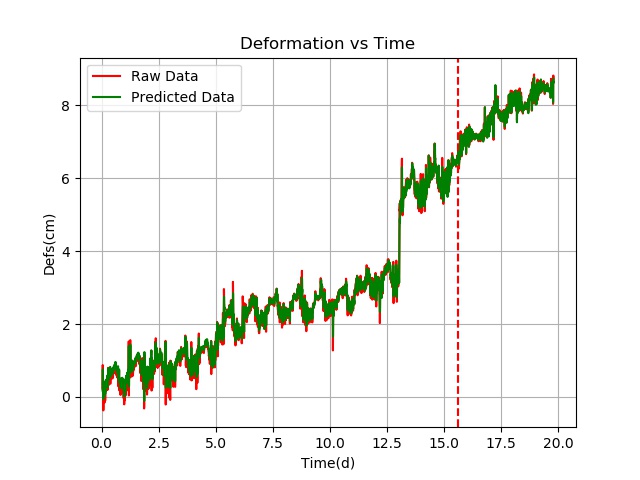 Deformation vs Time
Raw Data
Predicted Data
Defs(cm)
8
6
4
2
0
0.0 2.5 5.0 7.5 10.0 12.5 15.0 17.5 20.0
Time(d)